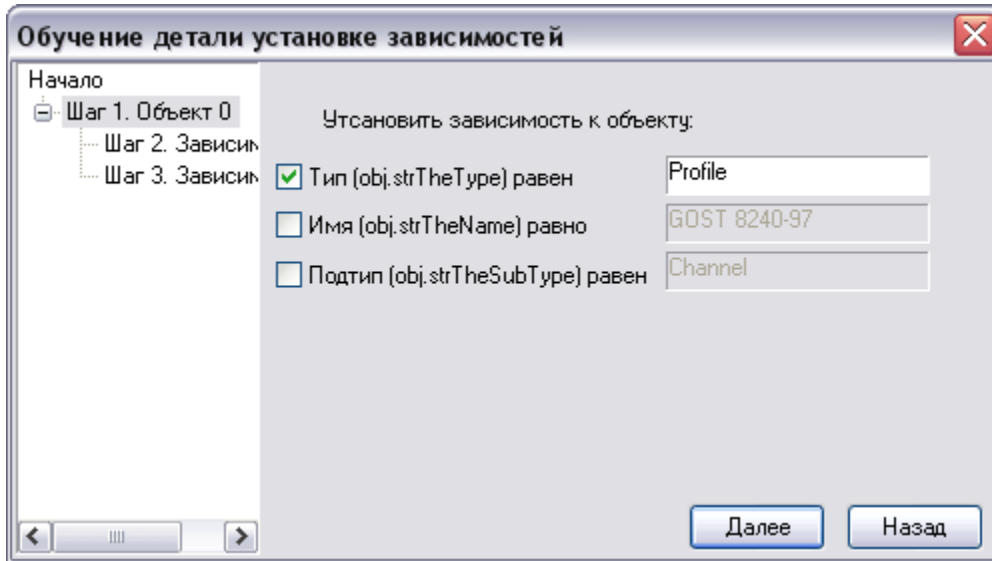 Обучение детали установке зависимостей
Начало
Шаг 1. Объект 0
Шаг 2. Зависим
Шаг 3. Зависим
Утсановить зависимость к объекту:
Тип (obj.strTheType) равен
Profile
Имя (obj.strTheName) равно
GOST 8240-97
Подтип (obj.strTheSubType) равен
Channel
Далее
Назад